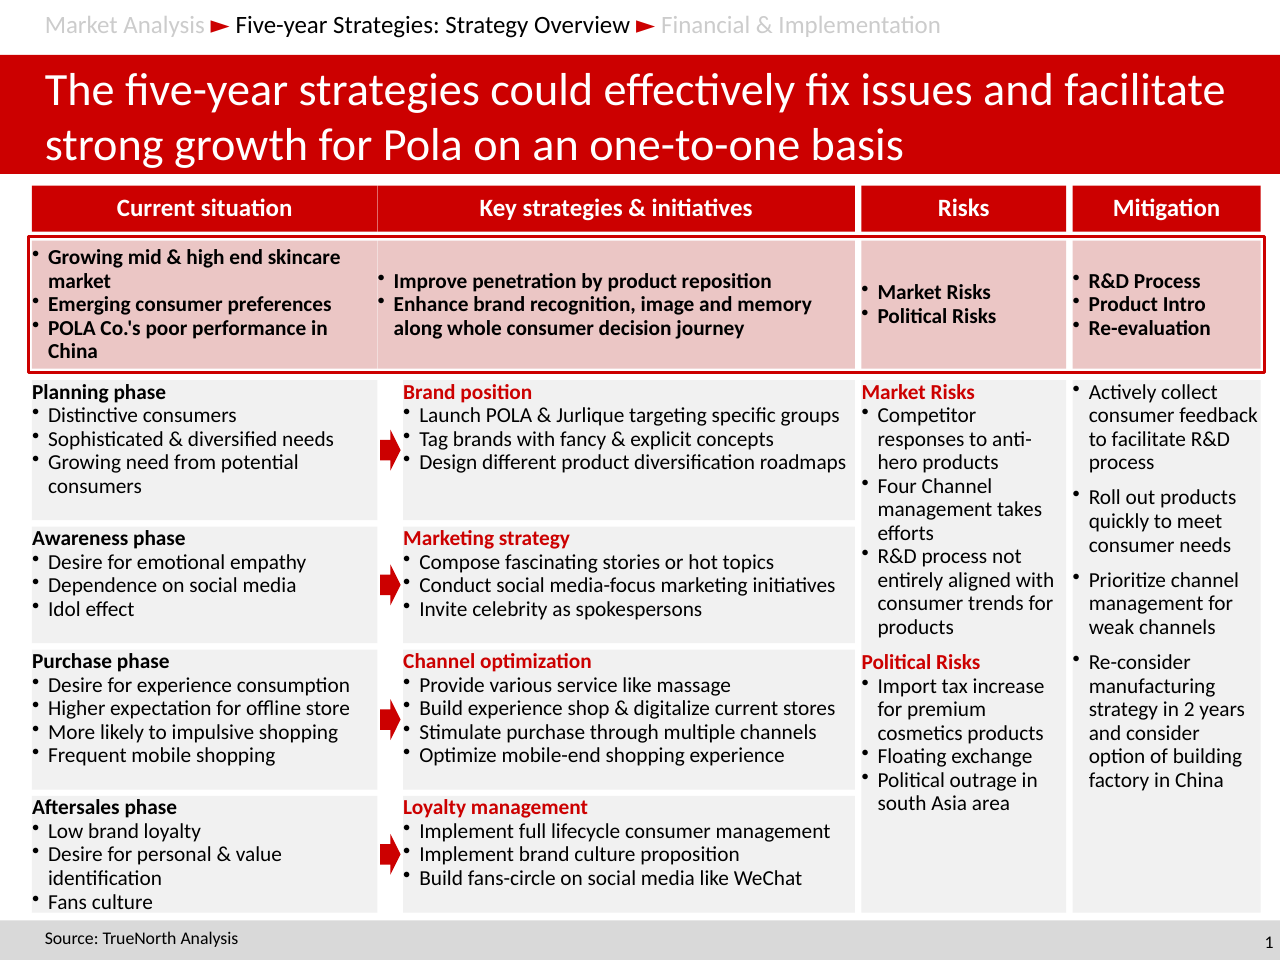 Market Analysis ► Five-year Strategies: Strategy Overview ► Financial & Implementation
The five-year strategies could effectively fix issues and facilitate
strong growth for Pola on an one-to-one basis
Current situation
Key strategies & initiatives
Risks
Mitigation
• Growing mid & high end skincare
market
• Emerging consumer preferences
• POLA Co.'s poor performance in
China
• Improve penetration by product reposition
• Enhance brand recognition, image and memory
along whole consumer decision journey
• Market Risks
• Political Risks
• R&D Process
• Product Intro
• Re-evaluation
Planning phase
• Distinctive consumers
• Sophisticated & diversified needs
• Growing need from potential
consumers
Brand position
• Launch POLA & Jurlique targeting specific groups
• Tag brands with fancy & explicit concepts
• Design different product diversification roadmaps
Awareness phase
• Desire for emotional empathy
• Dependence on social media
• Idol effect
Marketing strategy
• Compose fascinating stories or hot topics
• Conduct social media-focus marketing initiatives
• Invite celebrity as spokespersons
Purchase phase
• Desire for experience consumption
• Higher expectation for offline store
• More likely to impulsive shopping
• Frequent mobile shopping
Channel optimization
• Provide various service like massage
• Build experience shop & digitalize current stores
• Stimulate purchase through multiple channels
• Optimize mobile-end shopping experience
Aftersales phase
• Low brand loyalty
• Desire for personal & value
identification
• Fans culture
Loyalty management
• Implement full lifecycle consumer management
• Implement brand culture proposition
• Build fans-circle on social media like WeChat
Market Risks
• Competitor
responses to anti-
hero products
• Four Channel
management takes
efforts
• R&D process not
entirely aligned with
consumer trends for
products
Political Risks
• Import tax increase
for premium
cosmetics products
• Floating exchange
• Political outrage in
south Asia area
• Actively collect
consumer feedback
to facilitate R&D
process
• Roll out products
quickly to meet
consumer needs
• Prioritize channel
management for
weak channels
• Re-consider
manufacturing
strategy in 2 years
and consider
option of building
factory in China
Source: TrueNorth Analysis
1